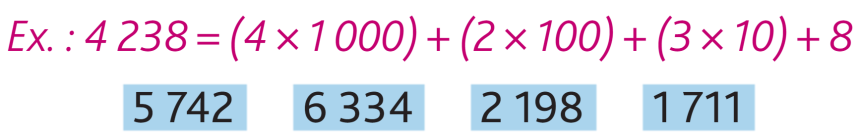 Ex. : 4 238 = (4 × 1 000) + (2 × 100) + (3 × 10) + 8
5 742 6 334 2 198 1 711